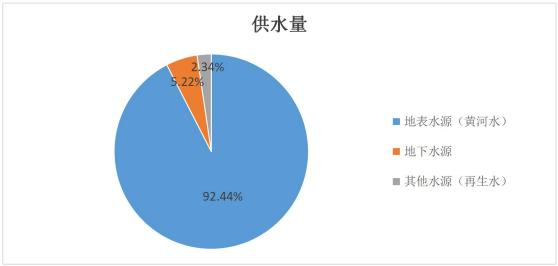 供水量
2.34%
5.22%
92.44%
地表水源（黄河水）
地下水源
其他水源（再生水）